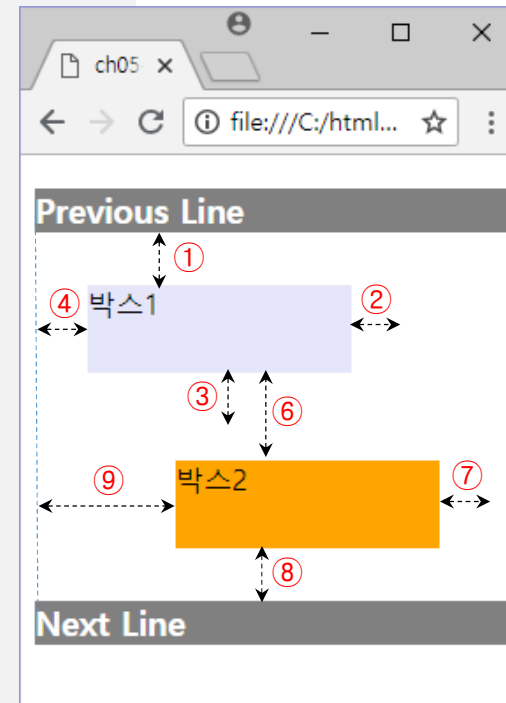 ch05
file:///C:/html...
Previous Line
①
④ 박스1 ②
③ ⑥
⑨ 박스2 ⑦
⑧
Next Line